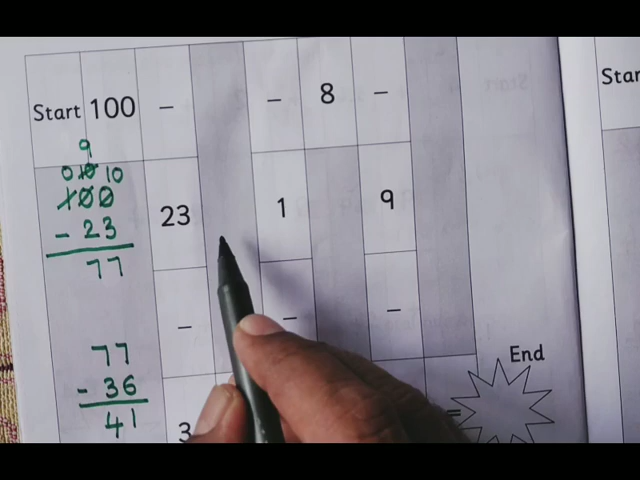 Start 100 − − 8 − Star
9
0 10 10
100
- 23
77
23 1 9
− − −
77
- 36
41
3
End
=